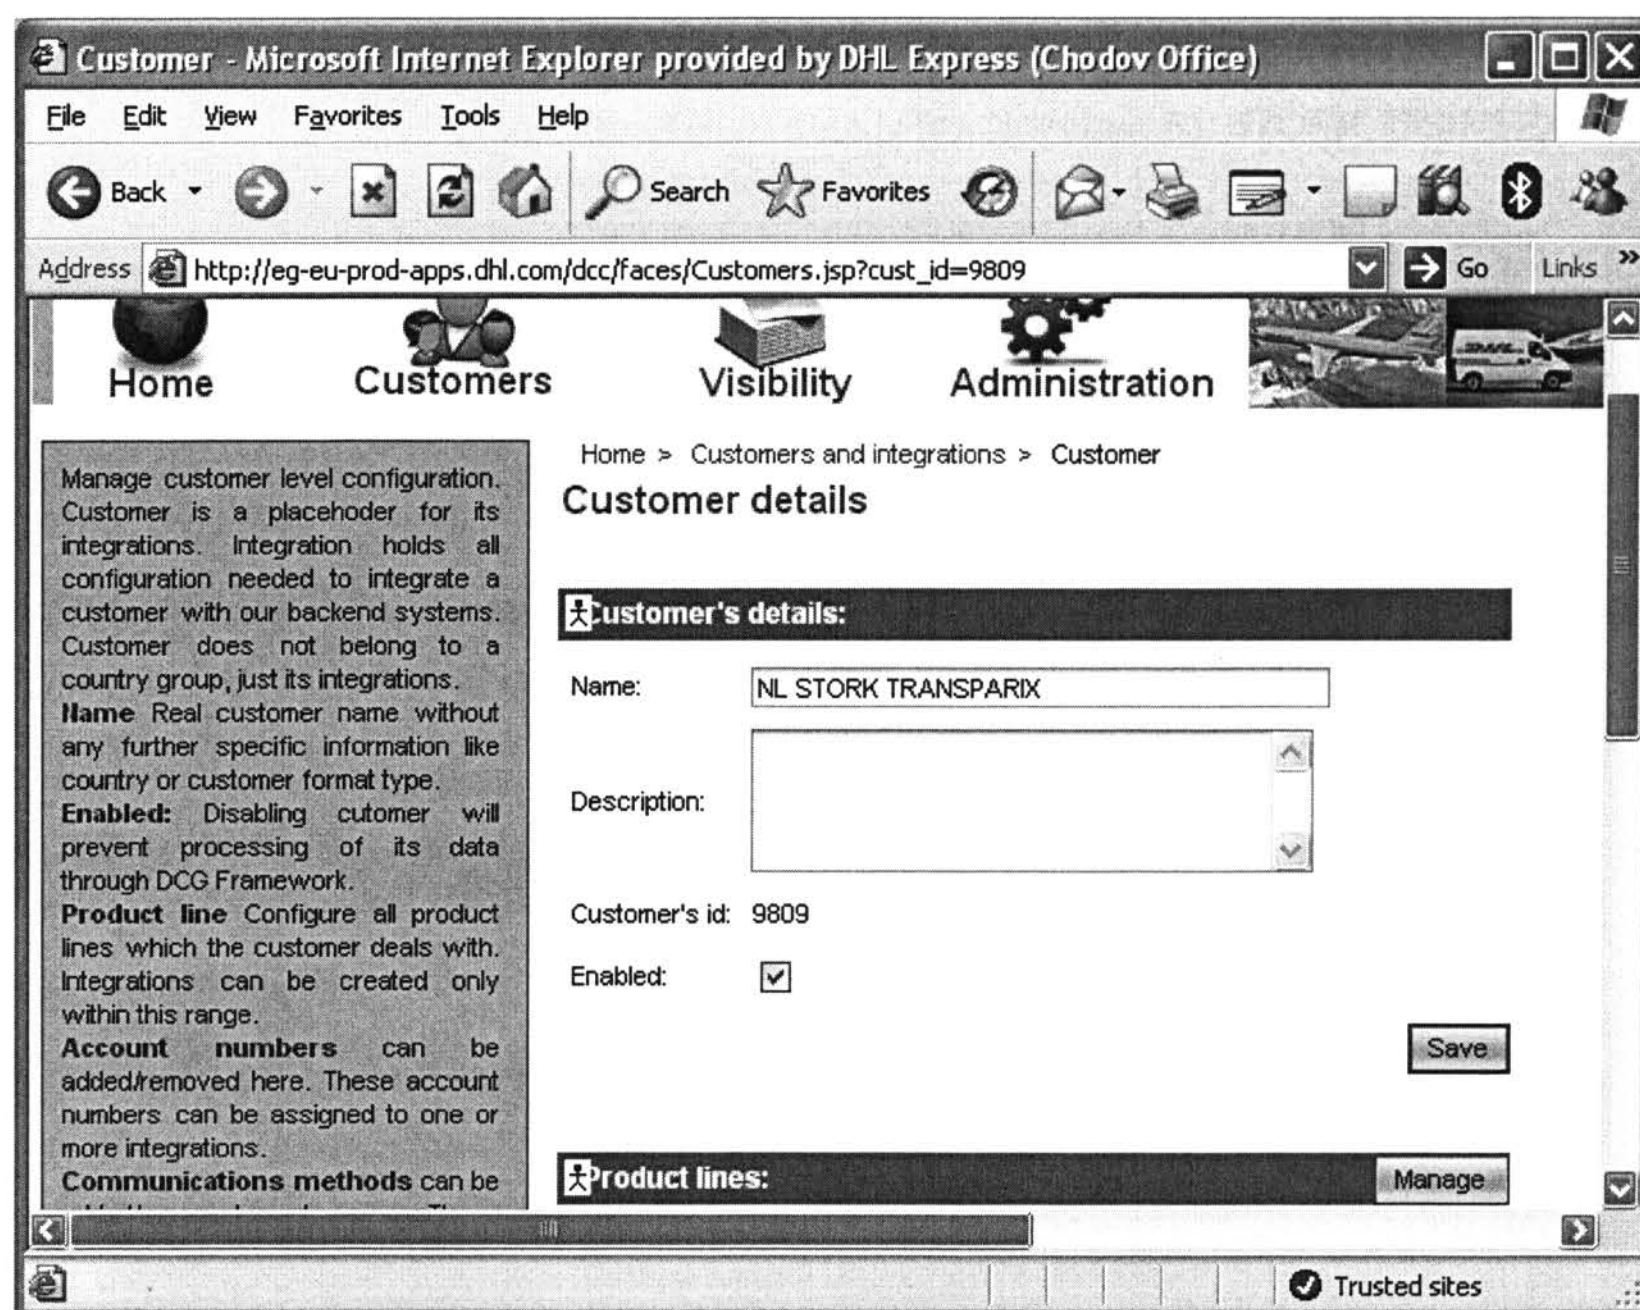 Customer - Microsoft Internet Explorer provided by DHL Express (Chodov Office)
File Edit View Favorites Tools Help
Back Search Favorites
Address http://eg-eu-prod-apps.dhl.com/dcc/faces/Customers.jsp?cust_id=9809 Go Links »
Home Customers Visibility Administration
Manage customer level configuration.
Customer is a placehoder for its
integrations. Integration holds all
configuration needed to integrate a
customer with our backend systems.
Customer does not belong to a
country group, just its integrations.
Name Real customer name without
any further specific information like
country or customer format type.
Enabled: Disabling cutomer will
prevent processing of its data
through DCG Framework.
Product line Configure all product
lines which the customer deals with.
Integrations can be created only
within this range.
Account numbers can be
added/removed here. These account
numbers can be assigned to one or
more integrations.
Communications methods can be
Home > Customers and integrations > Customer
Customer details
Customer's details:
Name: NL STORK TRANSPARIX
Description:
Customer's id: 9809
Enabled:
Save
Product lines: Manage
Trusted sites